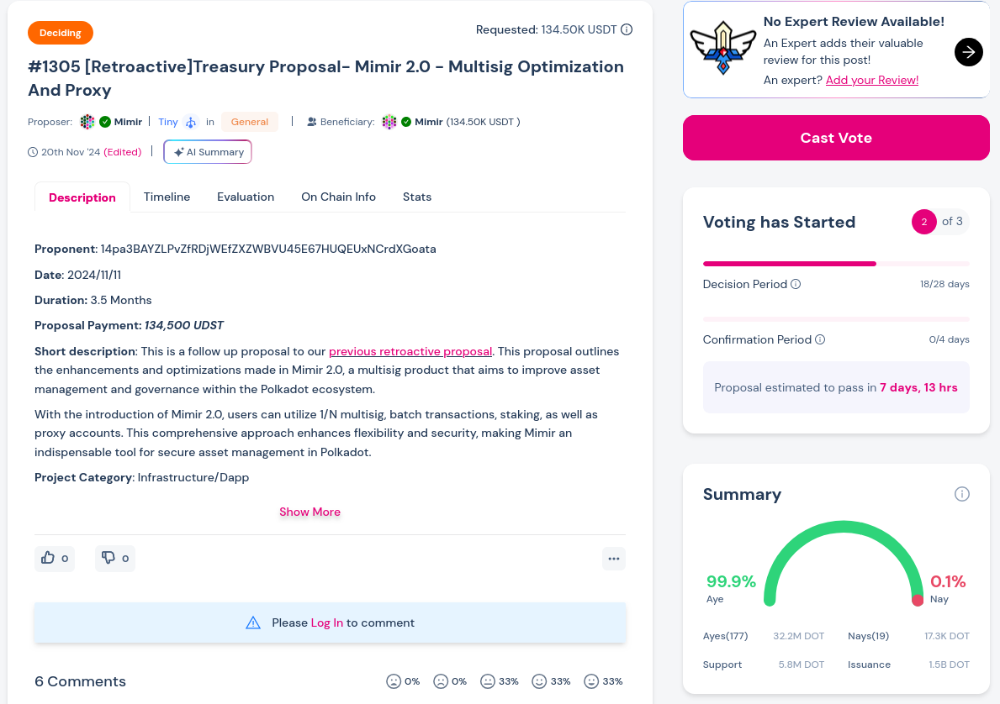 Deciding
Requested: 134.50K USDT
#1305 [Retroactive]Treasury Proposal- Mimir 2.0 - Multisig Optimization
And Proxy
Proposer: Mimir | Tiny in General | Beneficiary: Mimir (134.50K USDT )
20th Nov '24 (Edited) | AI Summary
Description Timeline Evaluation On Chain Info Stats
Proponent: 14pa3BAYZLPvZfRDjWEfZXZWBVU45E67HUQEUxNCrdXGoata
Date: 2024/11/11
Duration: 3.5 Months
Proposal Payment: 134,500 UDST
Short description: This is a follow up proposal to our previous retroactive proposal. This proposal outlines
the enhancements and optimizations made in Mimir 2.0, a multisig product that aims to improve asset
management and governance within the Polkadot ecosystem.
With the introduction of Mimir 2.0, users can utilize 1/N multisig, batch transactions, staking, as well as
proxy accounts. This comprehensive approach enhances flexibility and security, making Mimir an
indispensable tool for secure asset management in Polkadot.
Project Category: Infrastructure/Dapp
Show More
0 0
Please Log In to comment
6 Comments 0% 0% 33% 33% 33%
No Expert Review Available!
An Expert adds their valuable
review for this post!
An expert? Add your Review!
Cast Vote
Voting has Started 2 of 3
Decision Period 18/28 days
Confirmation Period 0/4 days
Proposal estimated to pass in 7 days, 13 hrs
Summary
99.9% 0.1%
Aye Nay
Ayes(177) 32.2M DOT Nays(19) 17.3K DOT
Support 5.8M DOT Issuance 1.5B DOT